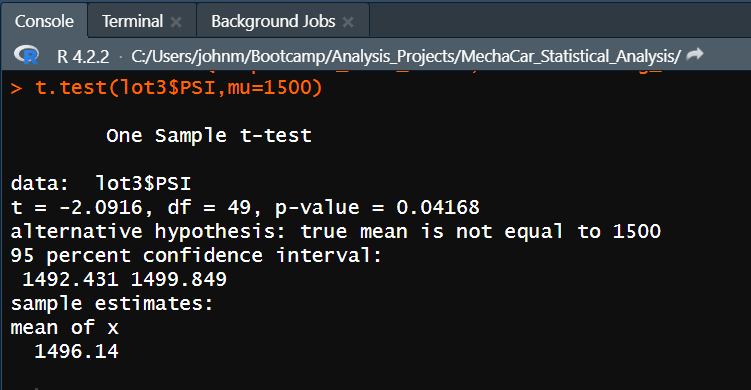 Console Terminal × Background Jobs ×
R R 4.2.2 · C:/Users/johnm/Bootcamp/Analysis_Projects/MechaCar_Statistical_Analysis/
> t.test(lot3$PSI,mu=1500)
One Sample t-test
data:  lot3$PSI
t = -2.0916, df = 49, p-value = 0.04168
alternative hypothesis: true mean is not equal to 1500
95 percent confidence interval:
1492.431 1499.849
sample estimates:
mean of x
1496.14